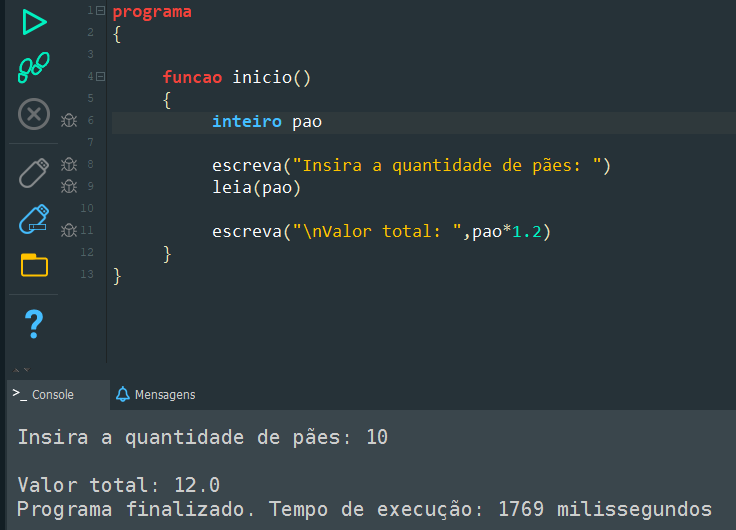 1 programa
2 {
3
4 funcao inicio()
5 {
6 inteiro pao
7
8 escreva("Insira a quantidade de pães: ")
9 leia(pao)
10
11 escreva("\nValor total: ",pao*1.2)
12 }
13 }
?
>_ Console Mensagens
Insira a quantidade de pães: 10
Valor total: 12.0
Programa finalizado. Tempo de execução: 1769 milissegundos